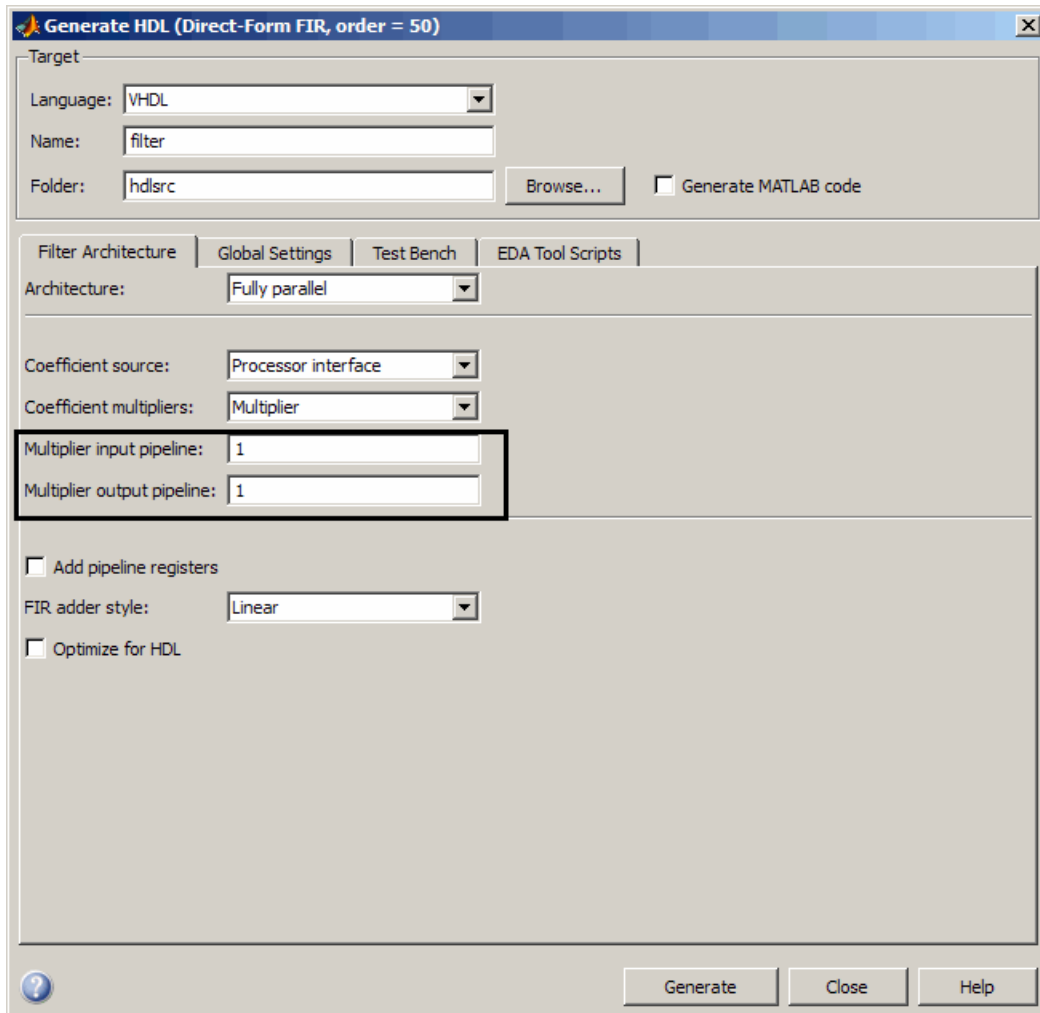 Generate HDL (Direct-Form FIR, order = 50)
Target
Language: VHDL
Name: filter
Folder: hdlsrc Browse... Generate MATLAB code
Filter Architecture Global Settings Test Bench EDA Tool Scripts
Architecture: Fully parallel
Coefficient source: Processor interface
Coefficient multipliers: Multiplier
Multiplier input pipeline: 1
Multiplier output pipeline: 1
Add pipeline registers
FIR adder style: Linear
Optimize for HDL
? Generate Close Help